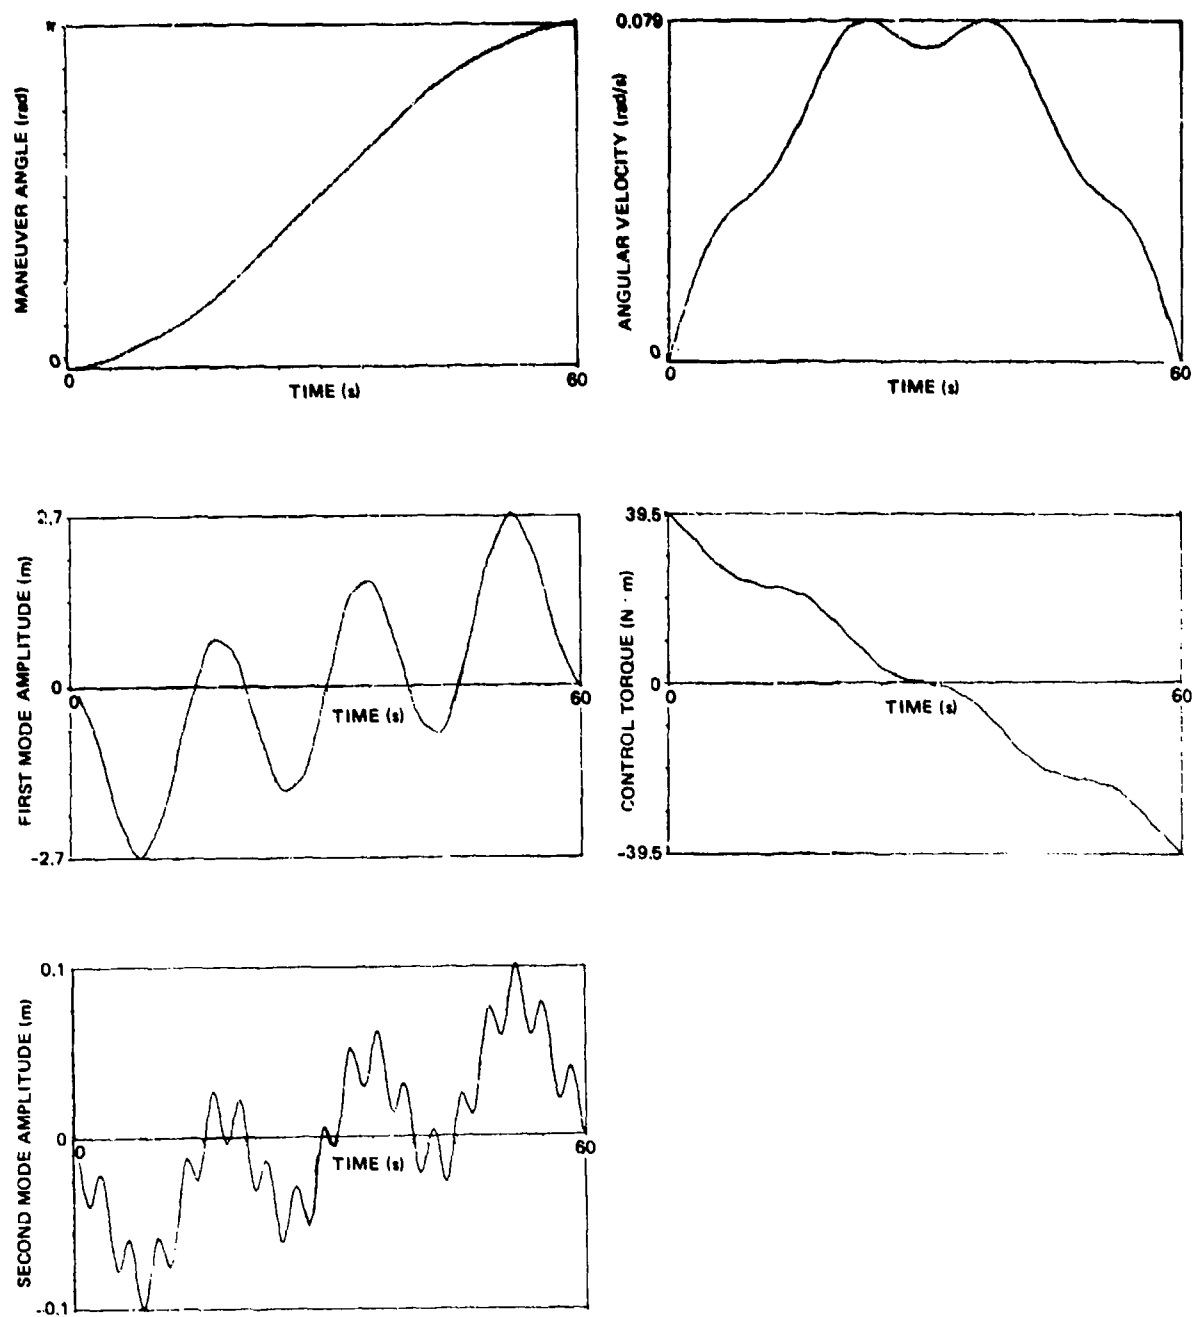 π
MANEUVER ANGLE (rad)
0
0
60
TIME (s)
0.079
ANGULAR VELOCITY (rad/s)
0
0
60
TIME (s)
2.7
FIRST MODE AMPLITUDE (m)
0
0
60
TIME (s)
-2.7
39.5
CONTROL TORQUE (N · m)
0
0
60
TIME (s)
-39.5
0.1
SECOND MODE AMPLITUDE (m)
0
0
60
TIME (s)
-0.1